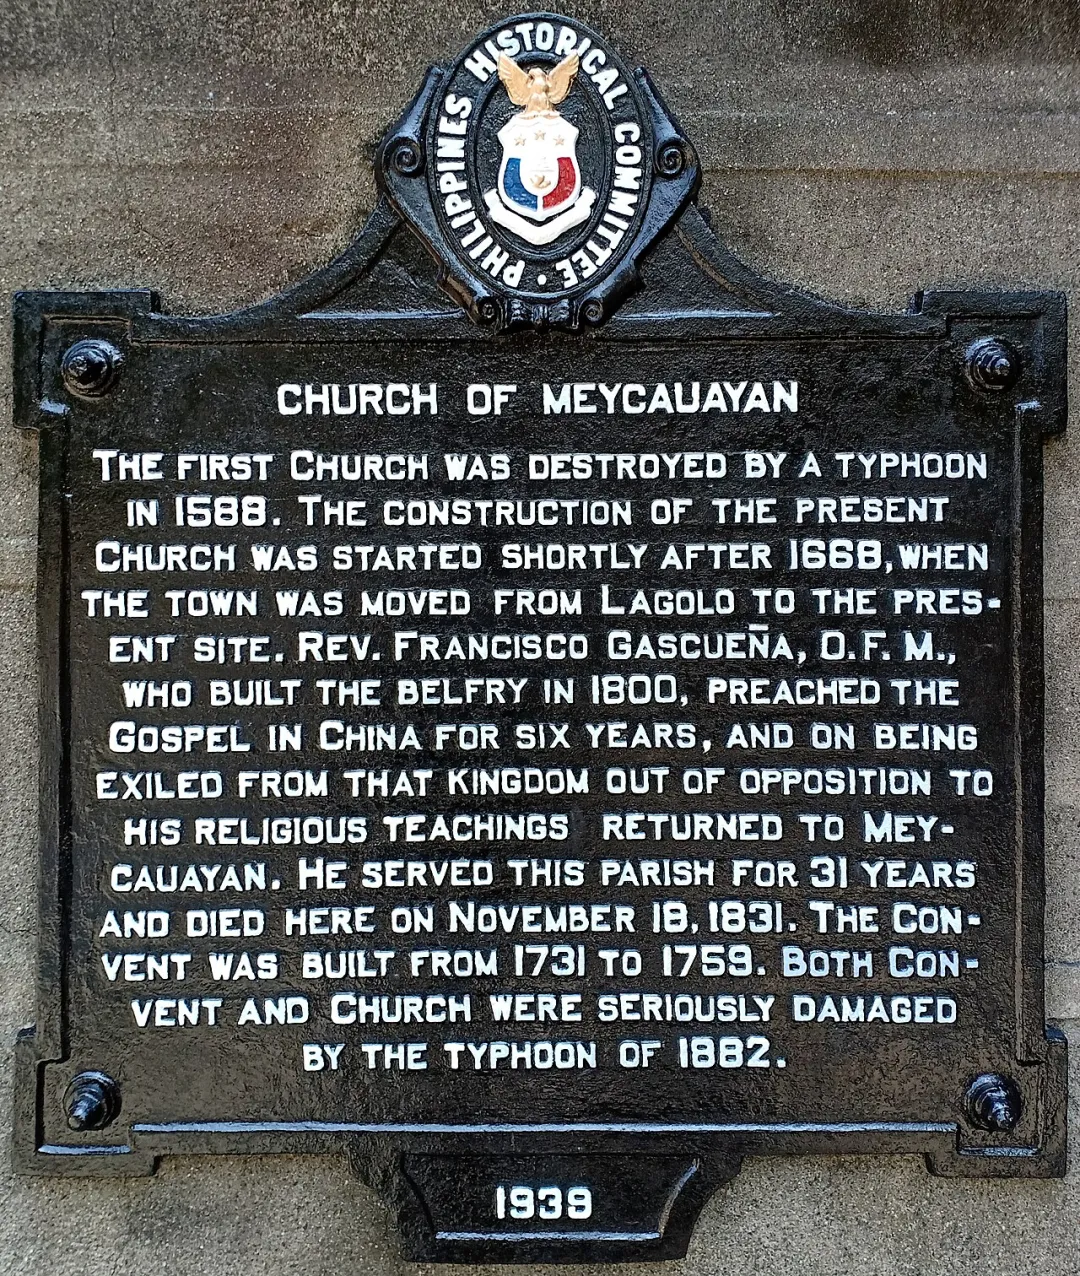 PHILIPPINES HISTORICAL COMMITTEE
CHURCH OF MEYCAUAYAN
THE FIRST CHURCH WAS DESTROYED BY A TYPHOON
IN 1588. THE CONSTRUCTION OF THE PRESENT
CHURCH WAS STARTED SHORTLY AFTER 1668, WHEN
THE TOWN WAS MOVED FROM LAGOLO TO THE PRES-
ENT SITE. REV. FRANCISCO GASCUEÑA, O.F.M.,
WHO BUILT THE BELFRY IN 1800, PREACHED THE
GOSPEL IN CHINA FOR SIX YEARS, AND ON BEING
EXILED FROM THAT KINGDOM OUT OF OPPOSITION TO
HIS RELIGIOUS TEACHINGS RETURNED TO MEY-
CAUAYAN. HE SERVED THIS PARISH FOR 31 YEARS
AND DIED HERE ON NOVEMBER 18, 1831. THE CON-
VENT WAS BUILT FROM 1731 TO 1759. BOTH CON-
VENT AND CHURCH WERE SERIOUSLY DAMAGED
BY THE TYPHOON OF 1882.
1939